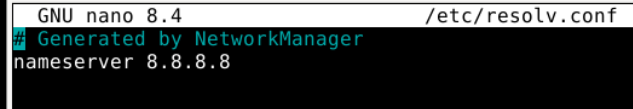 GNU nano 8.4 /etc/resolv.conf
# Generated by NetworkManager
nameserver 8.8.8.8